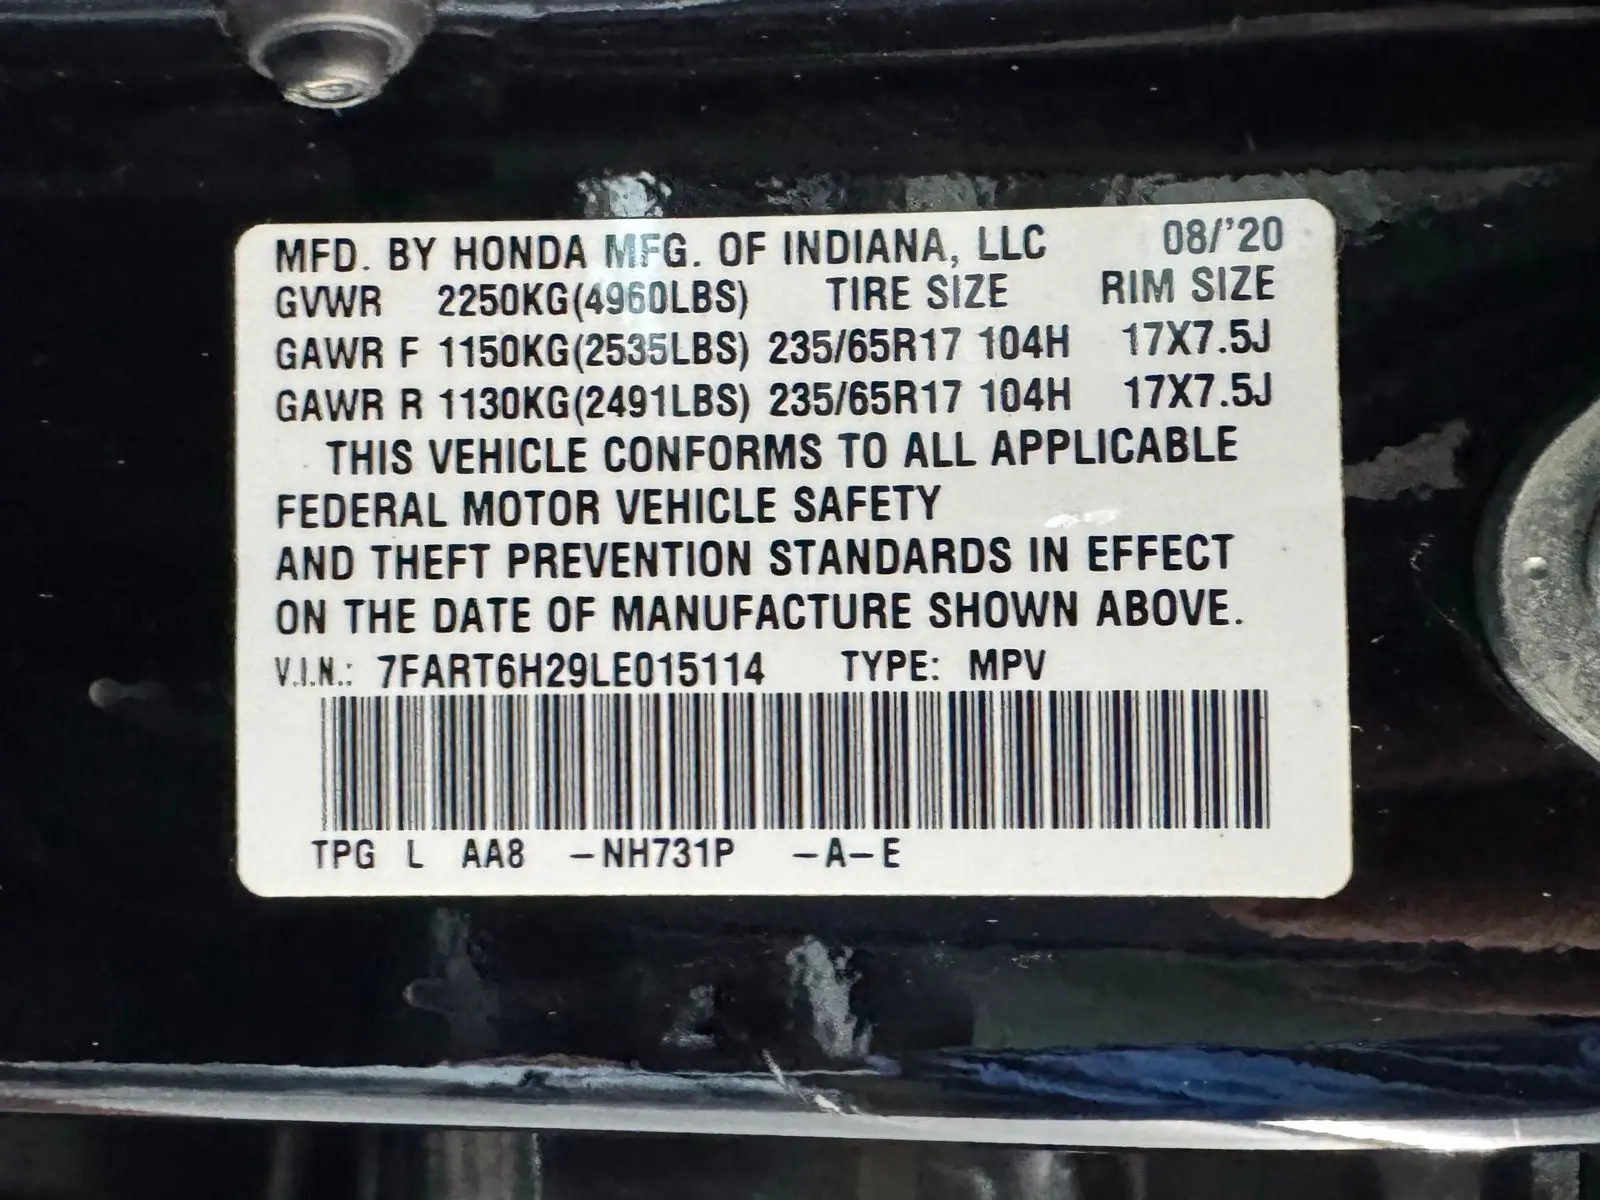 MFD. BY HONDA MFG. OF INDIANA, LLC 08/'20
GVWR 2250KG(4960LBS) TIRE SIZE RIM SIZE
GAWR F 1150KG(2535LBS) 235/65R17 104H 17X7.5J
GAWR R 1130KG(2491LBS) 235/65R17 104H 17X7.5J
THIS VEHICLE CONFORMS TO ALL APPLICABLE
FEDERAL MOTOR VEHICLE SAFETY
AND THEFT PREVENTION STANDARDS IN EFFECT
ON THE DATE OF MANUFACTURE SHOWN ABOVE.
V.I.N.: 7FART6H29LE015114 TYPE: MPV
TPG L AA8 -NH731P -A-E